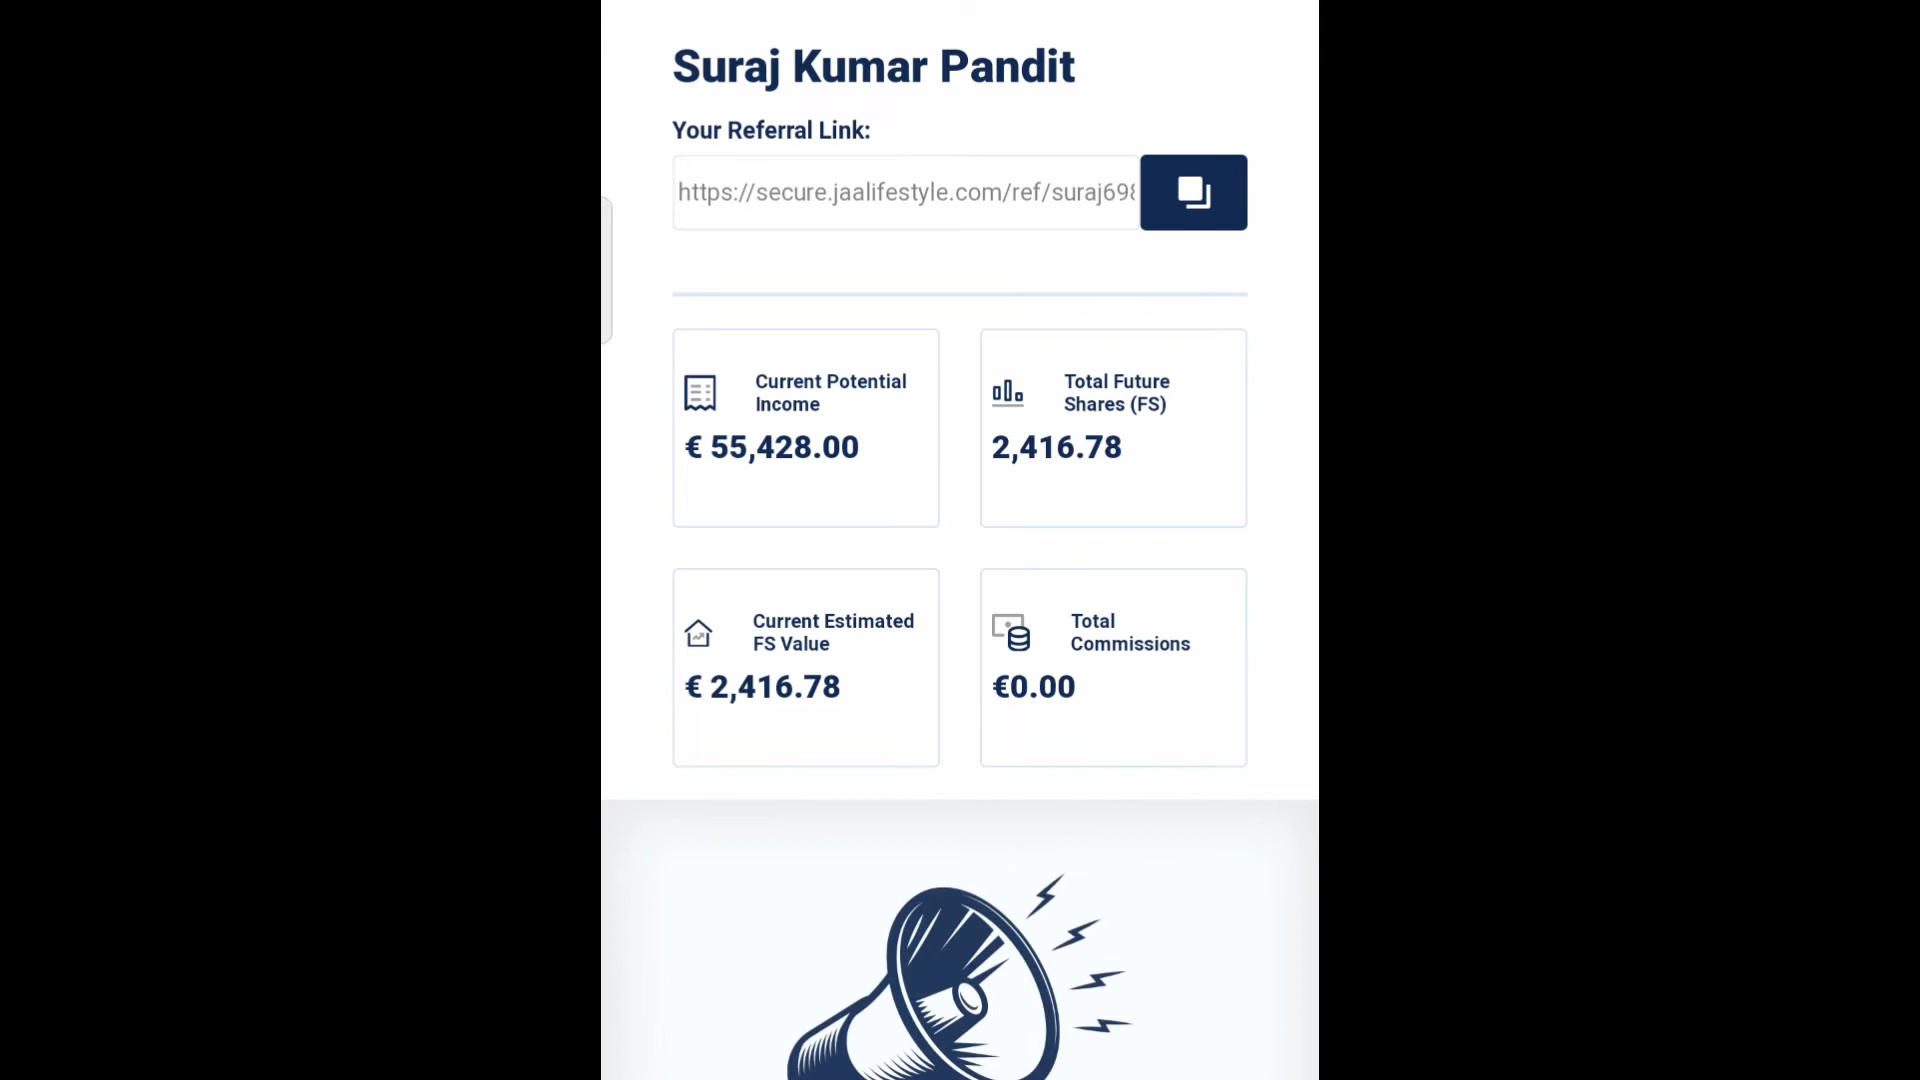 Suraj Kumar Pandit
Your Referral Link:
https://secure.jaalifestyle.com/ref/suraj698
Current Potential
Income
€ 55,428.00
Total Future
Shares (FS)
2,416.78
Current Estimated
FS Value
€ 2,416.78
Total
Commissions
€0.00